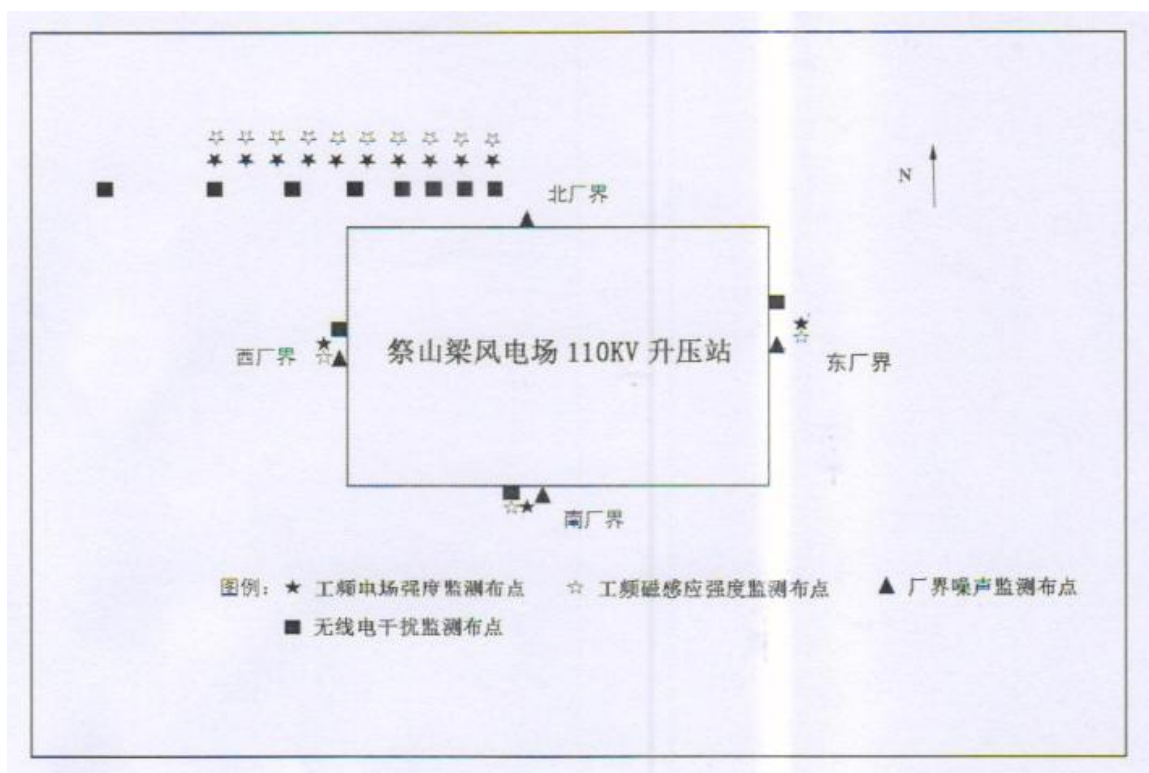 北厂界
N
祭山梁风电场 110KV 升压站
西厂界
东厂界
南厂界
图例： ★ 工频电场强度监测布点 ☆ 工频磁感应强度监测布点 ▲ 厂界噪声监测布点
■ 无线电干扰监测布点